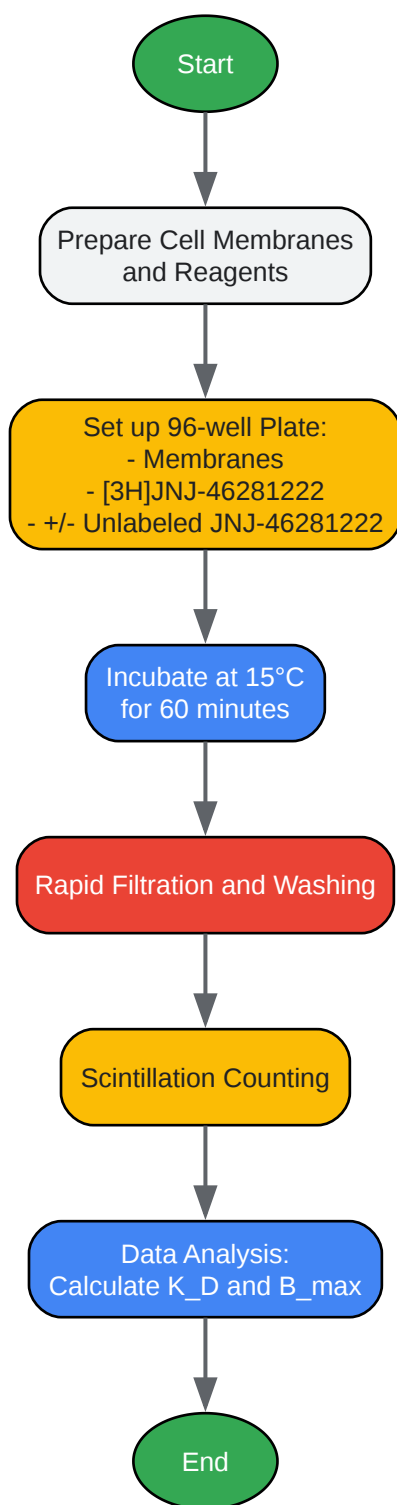 Start
Prepare Cell Membranes
and Reagents
Set up 96-well Plate:
- Membranes
- [3H]JNJ-46281222
- +/- Unlabeled JNJ-46281222
Incubate at 15°C
for 60 minutes
Rapid Filtration and Washing
Scintillation Counting
Data Analysis:
Calculate K_D and B_max
End